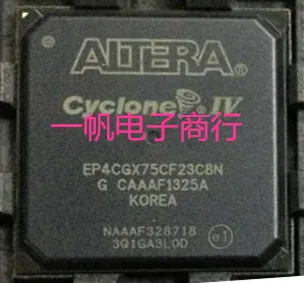 ALTERA®
Cyclone® IV
一帆电子商行
EP4CGX75CF23C8N
G CAAAF1325A
KOREA
NAAAF328718
3Q1GA3L0D
e1